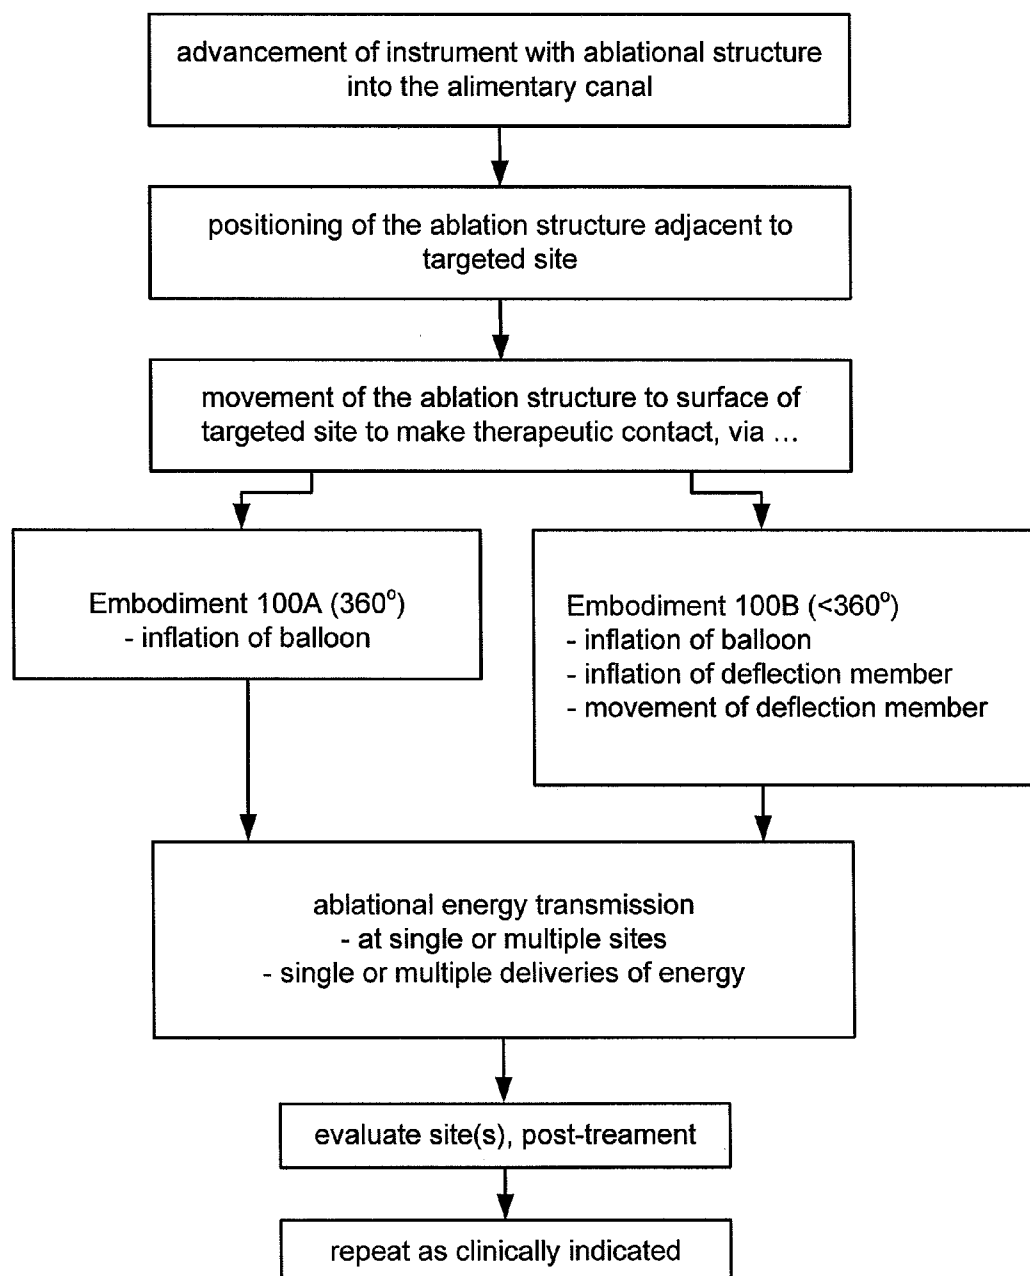 advancement of instrument with ablational structure
into the alimentary canal
positioning of the ablation structure adjacent to
targeted site
movement of the ablation structure to surface of
targeted site to make therapeutic contact, via ...
Embodiment 100A (360°)
- inflation of balloon
Embodiment 100B (<360°)
- inflation of balloon
- inflation of deflection member
- movement of deflection member
ablational energy transmission
- at single or multiple sites
- single or multiple deliveries of energy
evaluate site(s), post-treament
repeat as clinically indicated